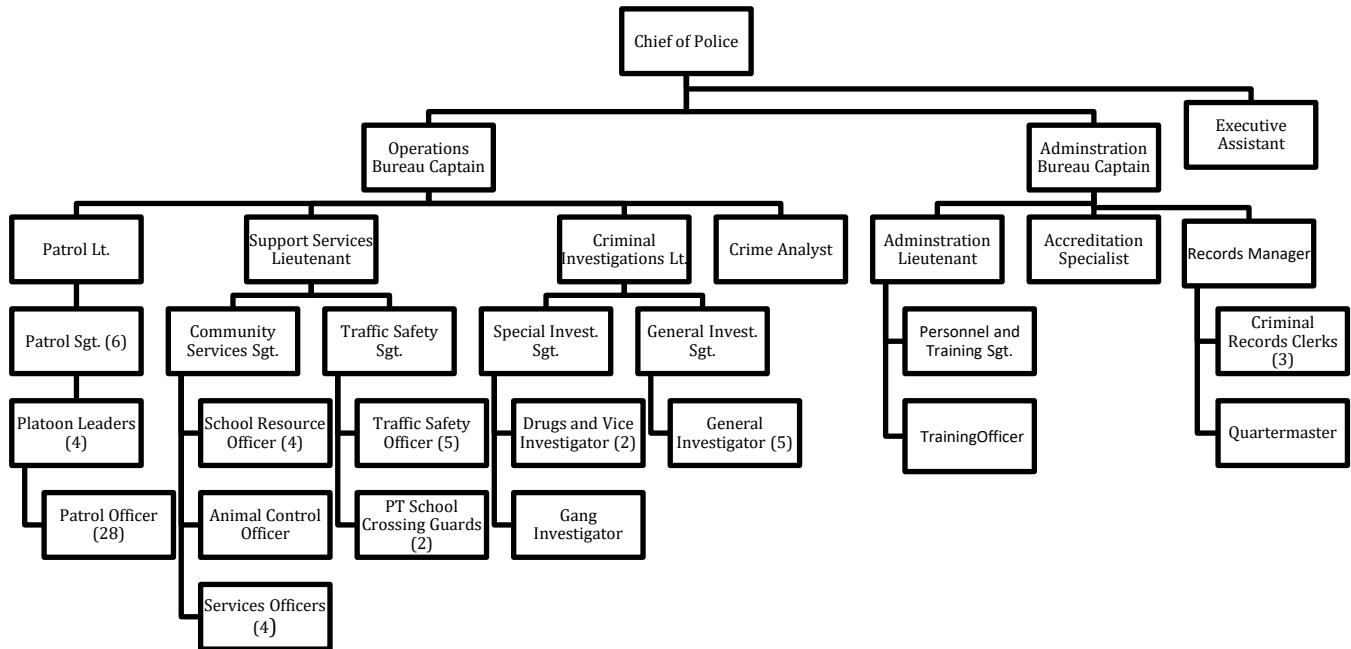 Chief of Police
Executive
Assistant
Operations
Bureau Captain
Adminstration
Bureau Captain
Patrol Lt.
Support Services
Lieutenant
Criminal
Investigations Lt.
Crime Analyst
Adminstration
Lieutenant
Accreditation
Specialist
Records Manager
Patrol Sgt. (6)
Community
Services Sgt.
Traffic Safety
Sgt.
Special Invest.
Sgt.
General Invest.
Sgt.
Personnel and
Training Sgt.
Criminal
Records Clerks
(3)
Platoon Leaders
(4)
School Resource
Officer (4)
Traffic Safety
Officer (5)
Drugs and Vice
Investigator (2)
General
Investigator (5)
TrainingOfficer
Quartermaster
Patrol Officer
(28)
Animal Control
Officer
PT School
Crossing Guards
(2)
Gang
Investigator
Services Officers
(4)